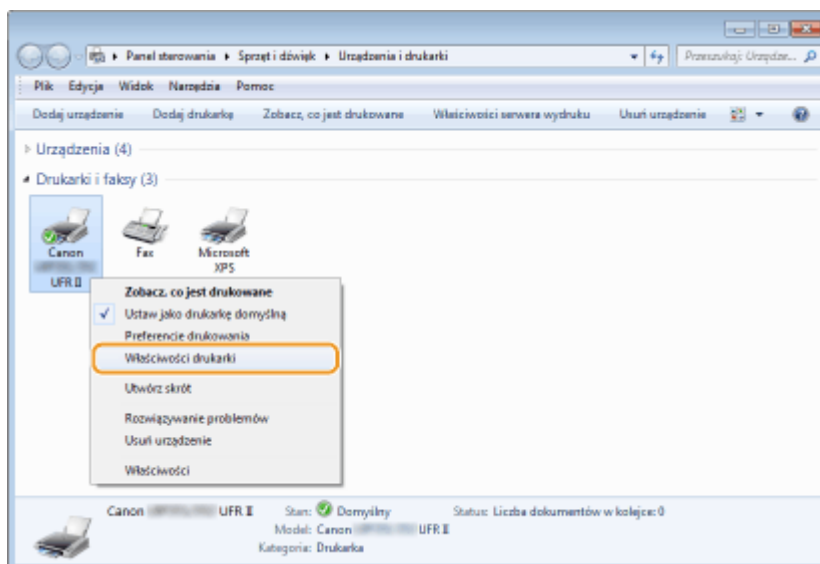 Panel sterowania ▸ Sprzęt i dźwięk ▸ Urządzenia i drukarki Przeszukaj: Urządze...
Plik Edycja Widok Narzędzia Pomoc
Dodaj urządzenie Dodaj drukarkę Zobacz, co jest drukowane Właściwości serwera wydruku Usuń urządzenie
Urządzenia (4)
Drukarki i faksy (3)
Canon Fax Microsoft
XPS
UFR II
Zobacz, co jest drukowane
Ustaw jako drukarkę domyślną
Preferencje drukowania
Właściwości drukarki
Utwórz skrót
Rozwiązywanie problemów
Usuń urządzenie
Właściwości
Canon UFR II Stan: Domyślny Status: Liczba dokumentów w kolejce: 0
Model: Canon UFR II
Kategoria: Drukarka